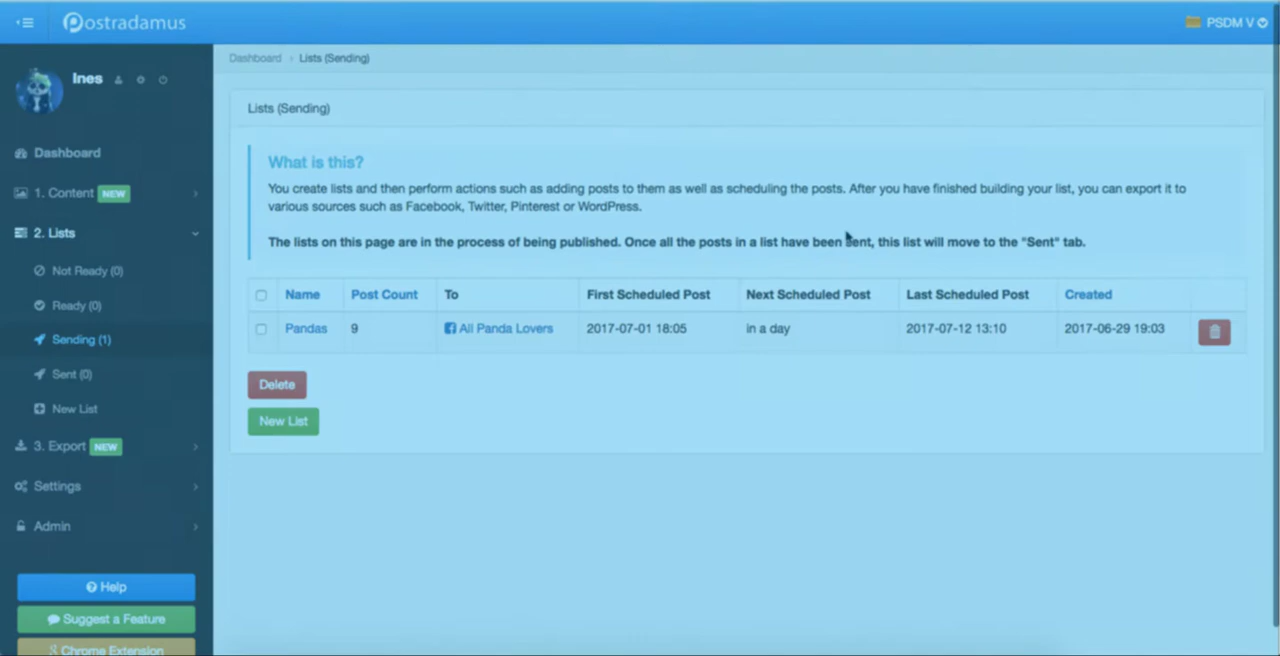 Postradamus
PSDM V
Ines
Dashboard
1. Content NEW
2. Lists
Not Ready (0)
Ready (0)
Sending (1)
Sent (0)
New List
3. Export NEW
Settings
Admin
Help
Suggest a Feature
Chrome Extension
Dashboard › Lists (Sending)
Lists (Sending)
What is this?
You create lists and then perform actions such as adding posts to them as well as scheduling the posts. After you have finished building your list, you can export it to
various sources such as Facebook, Twitter, Pinterest or WordPress.
The lists on this page are in the process of being published. Once all the posts in a list have been sent, this list will move to the "Sent" tab.
Name Post Count To First Scheduled Post Next Scheduled Post Last Scheduled Post Created
Pandas 9 All Panda Lovers 2017-07-01 18:05 in a day 2017-07-12 13:10 2017-06-29 19:03
Delete
New List